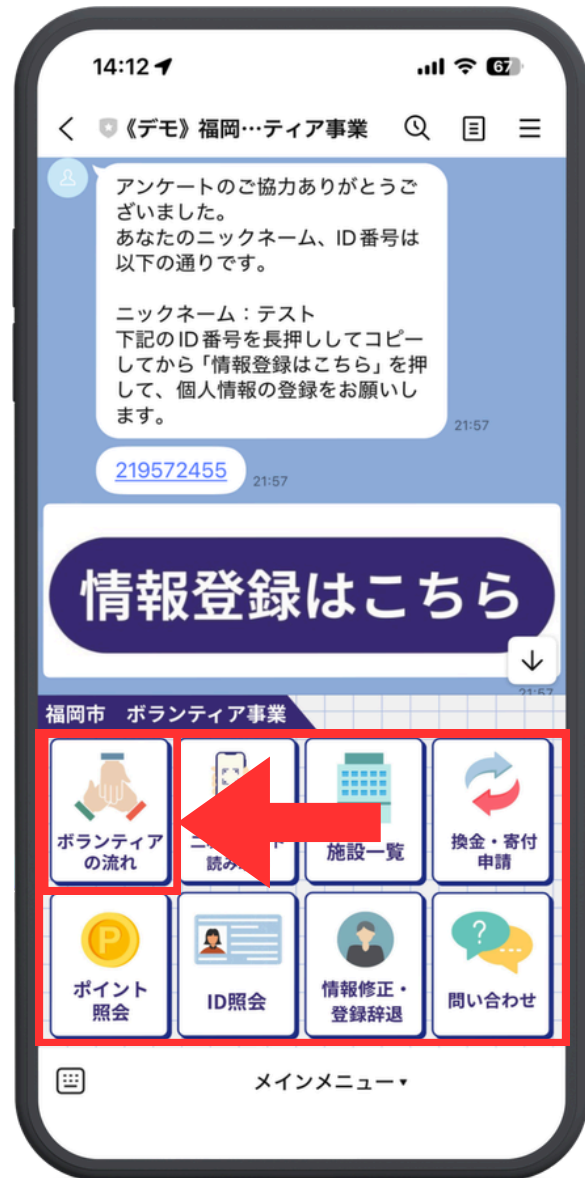 14:12
67
《デモ》福岡…ティア事業
アンケートのご協力ありがとうご
ざいました。
あなたのニックネーム、ID番号は
以下の通りです。
ニックネーム：テスト
下記のID番号を長押ししてコピー
してから「情報登録はこちら」を押
して、個人情報の登録をお願いし
ます。
21:57
219572455
21:57
情報登録はこちら
21:57
福岡市 ボランティア事業
ボランティア
の流れ
読み
施設一覧
換金・寄付
申請
P
ポイント
照会
ID照会
情報修正・
登録辞退
?
問い合わせ
メインメニュー▾